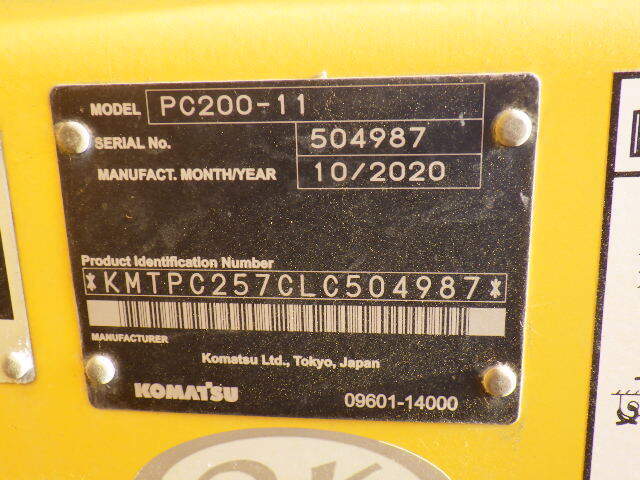 MODEL PC200-11
SERIAL No. 504987
MANUFACT. MONTH/YEAR 10/2020
Product Identification Number
*KMTPC257CLC504987*
MANUFACTURER
Komatsu Ltd., Tokyo, Japan
KOMATSU 09601-14000
OK